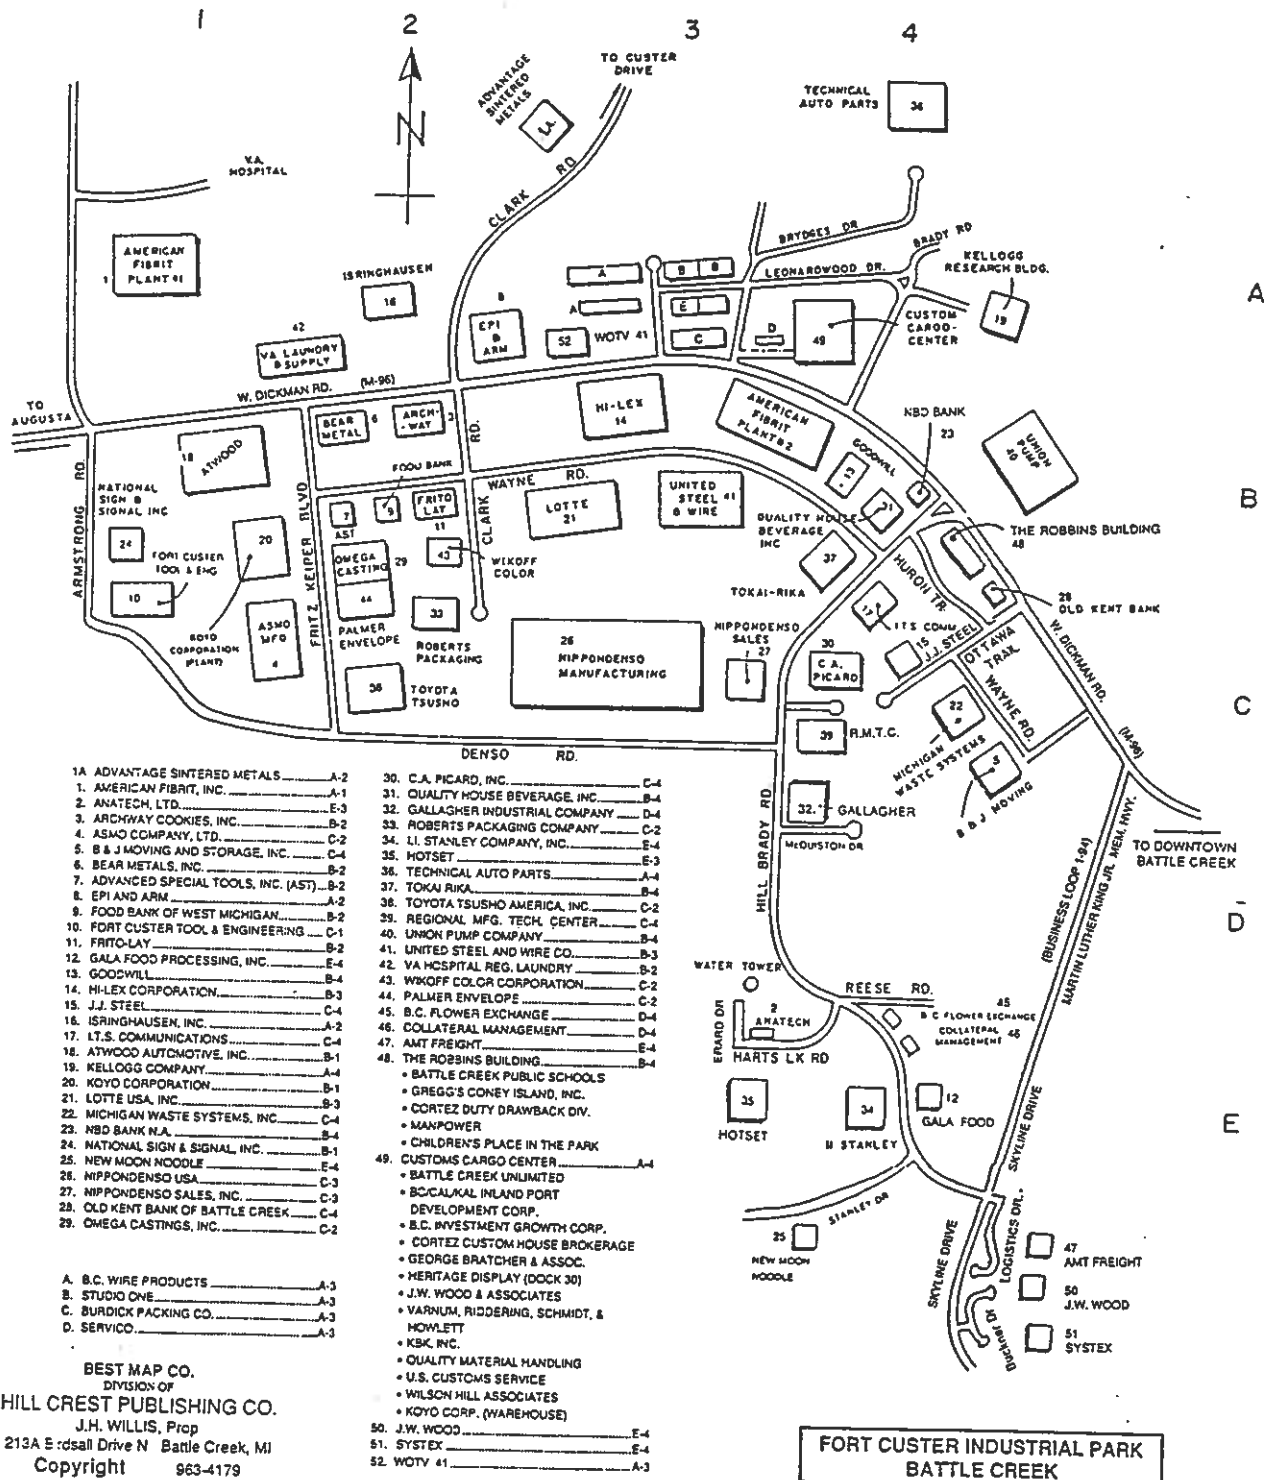 1
2
3
4
TO CUSTER
DRIVE
ADVANTAGE
SINTERED
METALS
1A
TECHNICAL
AUTO PARTS
36
N
V.A.
HOSPITAL
CLARK RD
AMERICAN
FIBRIT
PLANT #1
1
ISRINGHAUSEN
16
BRYDGES DR
BRADY RD
LEONARDWOOD DR.
KELLOGG
RESEARCH BLDG.
19
A
A
A
B
B
E
C
D
49
CUSTOM
CARGO-
CENTER
42
VA LAUNDRY
& SUPPLY
8
EPI
&
ARM
52
WOTV 41
W. DICKMAN RD.
(M-96)
TO
AUGUSTA
BEAR
METAL
6
ARCH-
-WAY
3
HI-LEX
14
AMERICAN
FIBRIT
PLANT #2
NBD BANK
23
UNION
PUMP
40
18
ATWOOD
GOODWILL
13
FOOD BANK
RD.
WAYNE RD.
B
ARMSTRONG RD.
NATIONAL
SIGN &
SIGNAL INC
24
20
FRITZ KEIPER BLVD
7
AST
9
FRITO
LAY
11
CLARK
LOTTE
21
UNITED
STEEL 41
& WIRE
31
QUALITY HOUSE
BEVERAGE
INC
THE ROBBINS BUILDING
48
FORT CUSTER
TOOL & ENG
10
OMEGA
CASTING
29
44
43
WIKOFF
COLOR
37
TOKAI-RIKA
HURON TR.
28
OLD KENT BANK
KOYO
CORPORATION
(PLANT)
ASMO
MFG
4
PALMER
ENVELOPE
33
ROBERTS
PACKAGING
26
NIPPONDENSO
MANUFACTURING
NIPPONDENSO
SALES
27
17
I.T.S COMM
15
J.J. STEEL
OTTAWA
TRAIL
W. DICKMAN RD.
30
C.A.
PICARD
38
TOYOTA
TSUSHO
22
WAYNE RD.
C
39
R.M.T.C.
MICHIGAN
WASTE SYSTEMS
(M-96)
DENSO RD.
5
B & J MOVING
32.
GALLAGHER
McQUISTON DR
HILL BRADY RD
TO DOWNTOWN
BATTLE CREEK
(BUSINESS LOOP 1-94)
MARTIN LUTHER KING JR. MEM. HWY.
D
WATER TOWER
REESE RD.
ERARD DR
2
ANATECH
HARTS LK RD
45
B.C. FLOWER EXCHANGE
COLLATERAL
MANAGEMENT 46
35
HOTSET
34
LI STANLEY
12
GALA FOOD
SKYLINE DRIVE
E
STANLEY DR
25
NEW MOON
NOODLE
SKYLINE DRIVE
LOGISTICS DR.
Buckner Dr
47
AMT FREIGHT
50
J.W. WOOD
51
SYSTEX
1A ADVANTAGE SINTERED METALS A-2
1. AMERICAN FIBRIT, INC. A-1
2. ANATECH, LTD. E-3
3. ARCHWAY COOKIES, INC. B-2
4. ASMO COMPANY, LTD. C-2
5. B & J MOVING AND STORAGE, INC. C-4
6. BEAR METALS, INC. B-2
7. ADVANCED SPECIAL TOOLS, INC. (AST) B-2
8. EPI AND ARM A-2
9. FOOD BANK OF WEST MICHIGAN B-2
10. FORT CUSTER TOOL & ENGINEERING C-1
11. FRITO-LAY B-2
12. GALA FOOD PROCESSING, INC. E-4
13. GOODWILL B-4
14. HI-LEX CORPORATION B-3
15. J.J. STEEL C-4
16. ISRINGHAUSEN, INC. A-2
17. I.T.S. COMMUNICATIONS C-4
18. ATWOOD AUTOMOTIVE, INC. B-1
19. KELLOGG COMPANY A-4
20. KOYO CORPORATION B-1
21. LOTTE USA, INC. B-3
22. MICHIGAN WASTE SYSTEMS, INC. C-4
23. NBD BANK N.A. B-4
24. NATIONAL SIGN & SIGNAL, INC. B-1
25. NEW MOON NOODLE E-4
26. NIPPONDENSO USA C-3
27. NIPPONDENSO SALES, INC. C-3
28. OLD KENT BANK OF BATTLE CREEK C-4
29. OMEGA CASTINGS, INC. C-2
A. B.C. WIRE PRODUCTS A-3
B. STUDIO ONE A-3
C. BURDICK PACKING CO. A-3
D. SERVICO A-3
30. C.A. PICARD, INC. C-4
31. QUALITY HOUSE BEVERAGE, INC. B-4
32. GALLAGHER INDUSTRIAL COMPANY D-4
33. ROBERTS PACKAGING COMPANY C-2
34. LI. STANLEY COMPANY, INC. E-4
35. HOTSET E-3
36. TECHNICAL AUTO PARTS A-4
37. TOKAI RIKA B-4
38. TOYOTA TSUSHO AMERICA, INC. C-2
39. REGIONAL MFG. TECH. CENTER C-4
40. UNION PUMP COMPANY B-4
41. UNITED STEEL AND WIRE CO. B-3
42. VA HOSPITAL REG. LAUNDRY B-2
43. WIKOFF COLOR CORPORATION C-2
44. PALMER ENVELOPE C-2
45. B.C. FLOWER EXCHANGE D-4
46. COLLATERAL MANAGEMENT D-4
47. AMT FREIGHT E-4
48. THE ROBBINS BUILDING B-4
• BATTLE CREEK PUBLIC SCHOOLS
• GREGG'S CONEY ISLAND, INC.
• CORTEZ DUTY DRAWBACK DIV.
• MANPOWER
• CHILDREN'S PLACE IN THE PARK
49. CUSTOMS CARGO CENTER A-4
• BATTLE CREEK UNLIMITED
• BC/CAL/KAL INLAND PORT
DEVELOPMENT CORP.
• B.C. INVESTMENT GROWTH CORP.
• CORTEZ CUSTOM HOUSE BROKERAGE
• GEORGE BRATCHER & ASSOC.
• HERITAGE DISPLAY (DOCK 30)
• J.W. WOOD & ASSOCIATES
• VARNUM, RIDDERING, SCHMIDT, &
HOWLETT
• KSK, INC.
• QUALITY MATERIAL HANDLING
• U.S. CUSTOMS SERVICE
• WILSON HILL ASSOCIATES
• KOYO CORP. (WAREHOUSE)
50. J.W. WOOD E-4
51. SYSTEX E-4
52. WOTV 41 A-3
BEST MAP CO.
DIVISION OF
HILL CREST PUBLISHING CO.
J.H. WILLIS, Prop
213A Birdsall Drive N Battle Creek, MI
Copyright 963-4179
FORT CUSTER INDUSTRIAL PARK
BATTLE CREEK